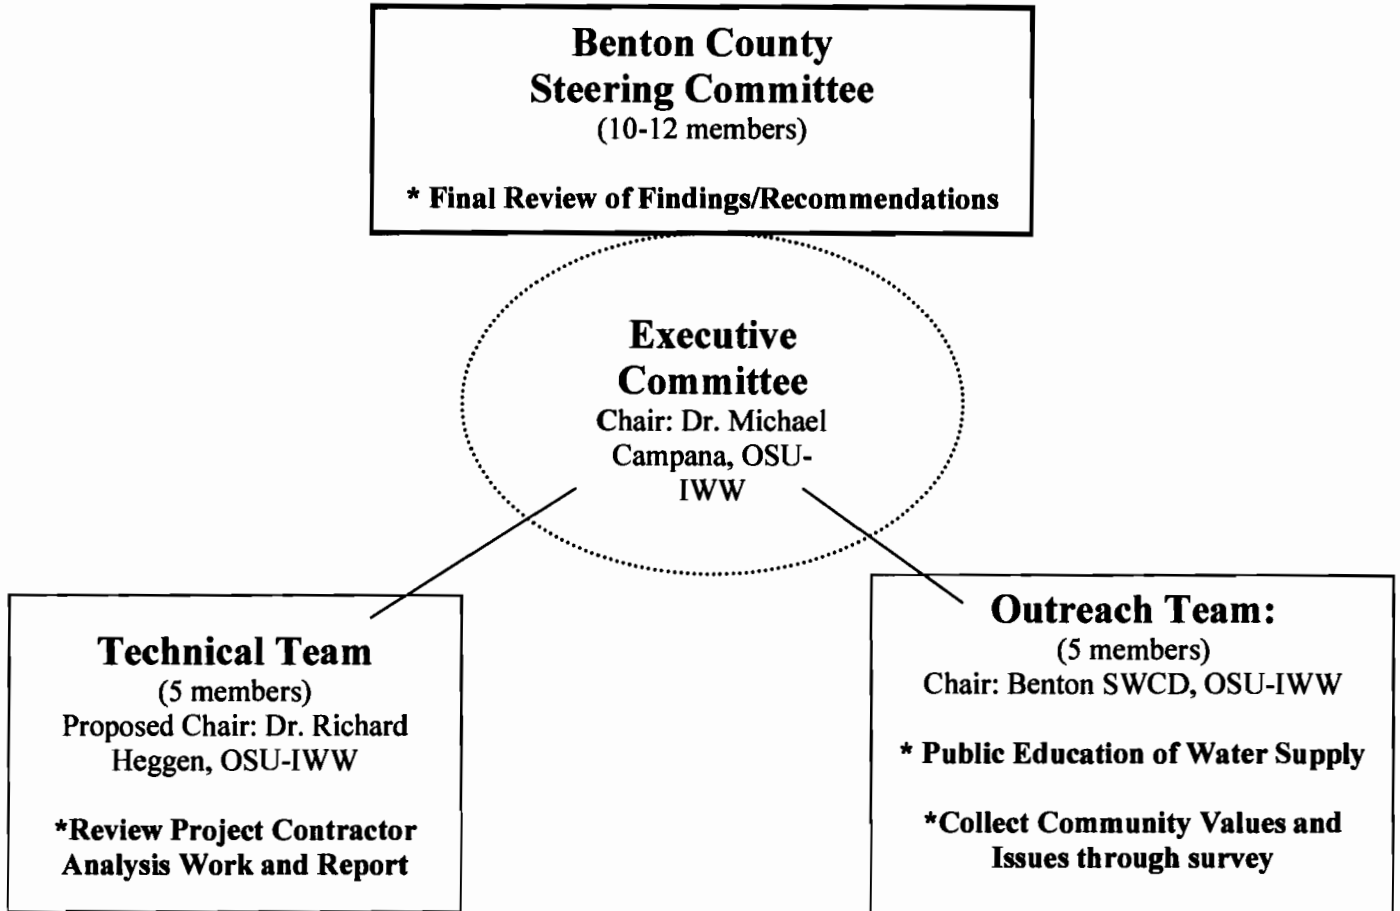 Benton County
Steering Committee
(10-12 members)
* Final Review of Findings/Recommendations
Executive
Committee
Chair: Dr. Michael
Campana, OSU-
IWW
Technical Team
(5 members)
Proposed Chair: Dr. Richard
Heggen, OSU-IWW
*Review Project Contractor
Analysis Work and Report
Outreach Team:
(5 members)
Chair: Benton SWCD, OSU-IWW
* Public Education of Water Supply
*Collect Community Values and
Issues through survey